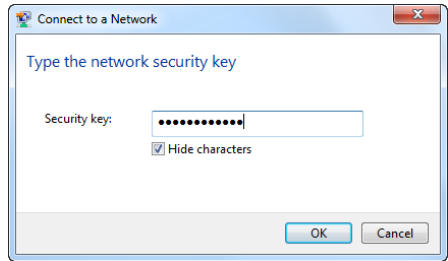 Connect to a Network
Type the network security key
Security key: ••••••••••••
Hide characters
OK Cancel